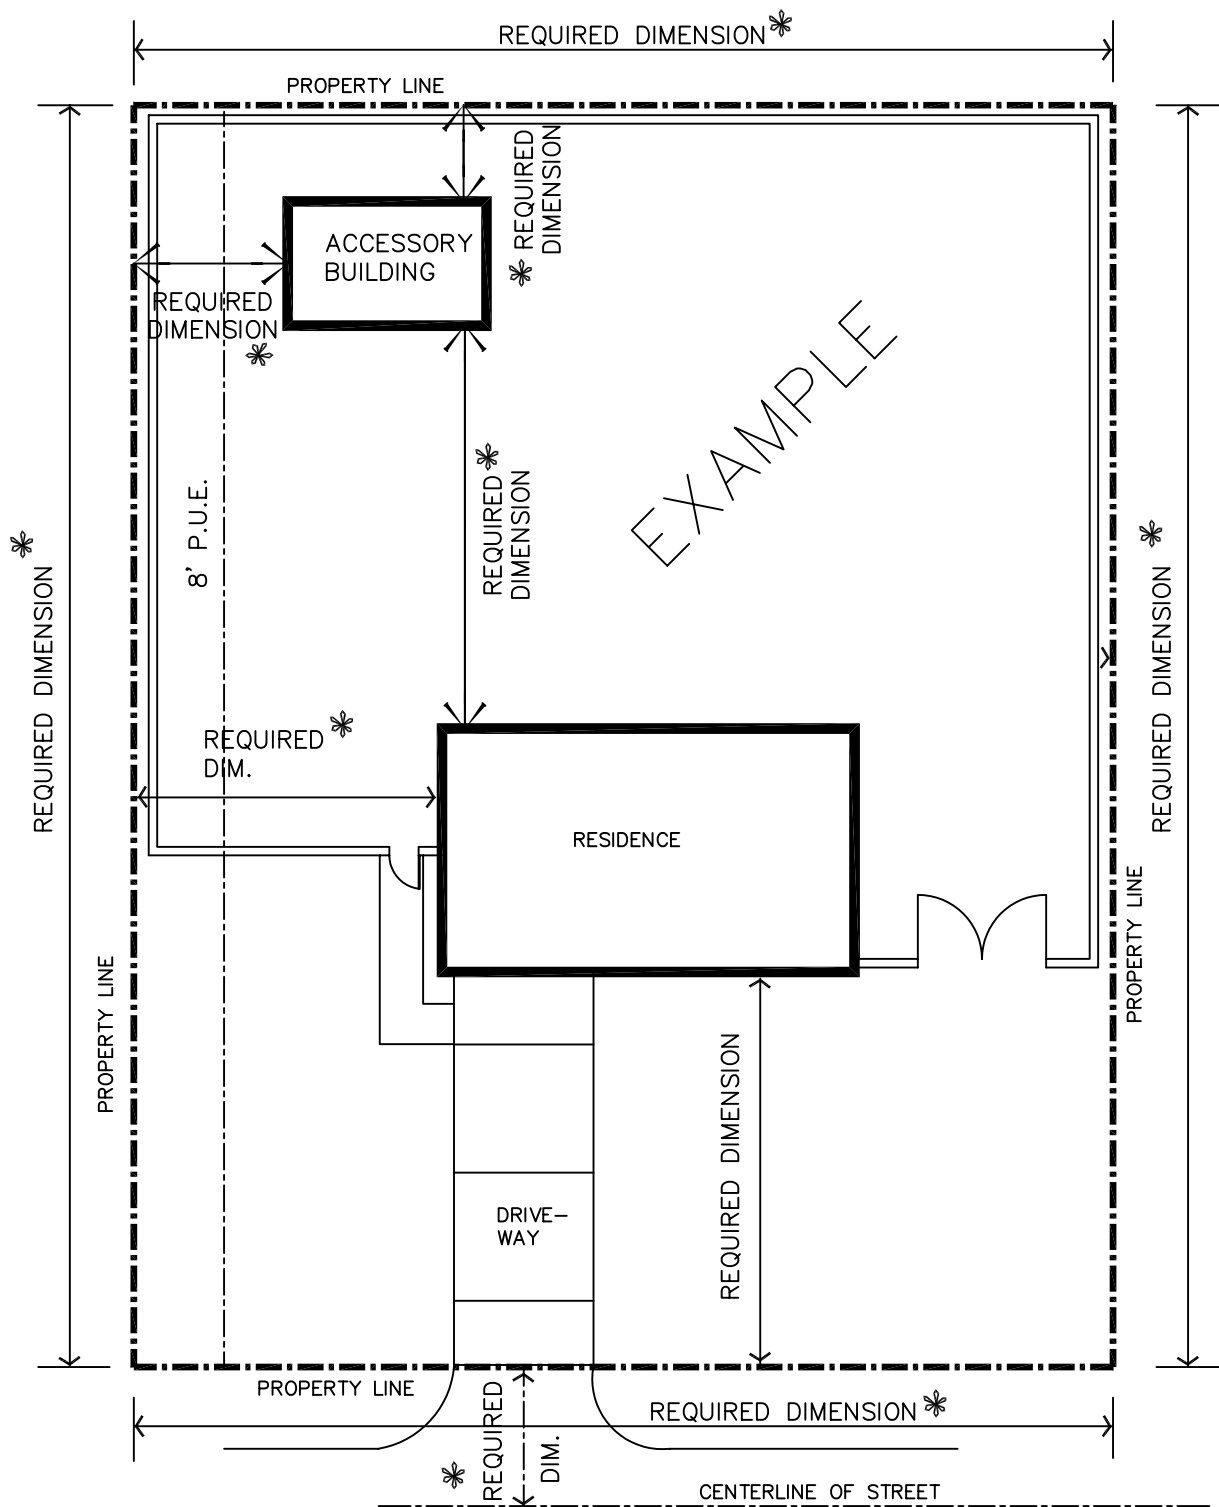 REQUIRED DIMENSION*
PROPERTY LINE
* REQUIRED
DIMENSION
ACCESSORY
BUILDING
REQUIRED
DIMENSION
*
EXAMPLE
REQUIRED*
DIMENSION
8' P.U.E.
REQUIRED DIMENSION*
REQUIRED DIMENSION *
REQUIRED*
DIM.
RESIDENCE
PROPERTY LINE
PROPERTY LINE
REQUIRED DIMENSION
DRIVE-
WAY
PROPERTY LINE
REQUIRED DIMENSION*
* REQUIRED
DIM.
CENTERLINE OF STREET